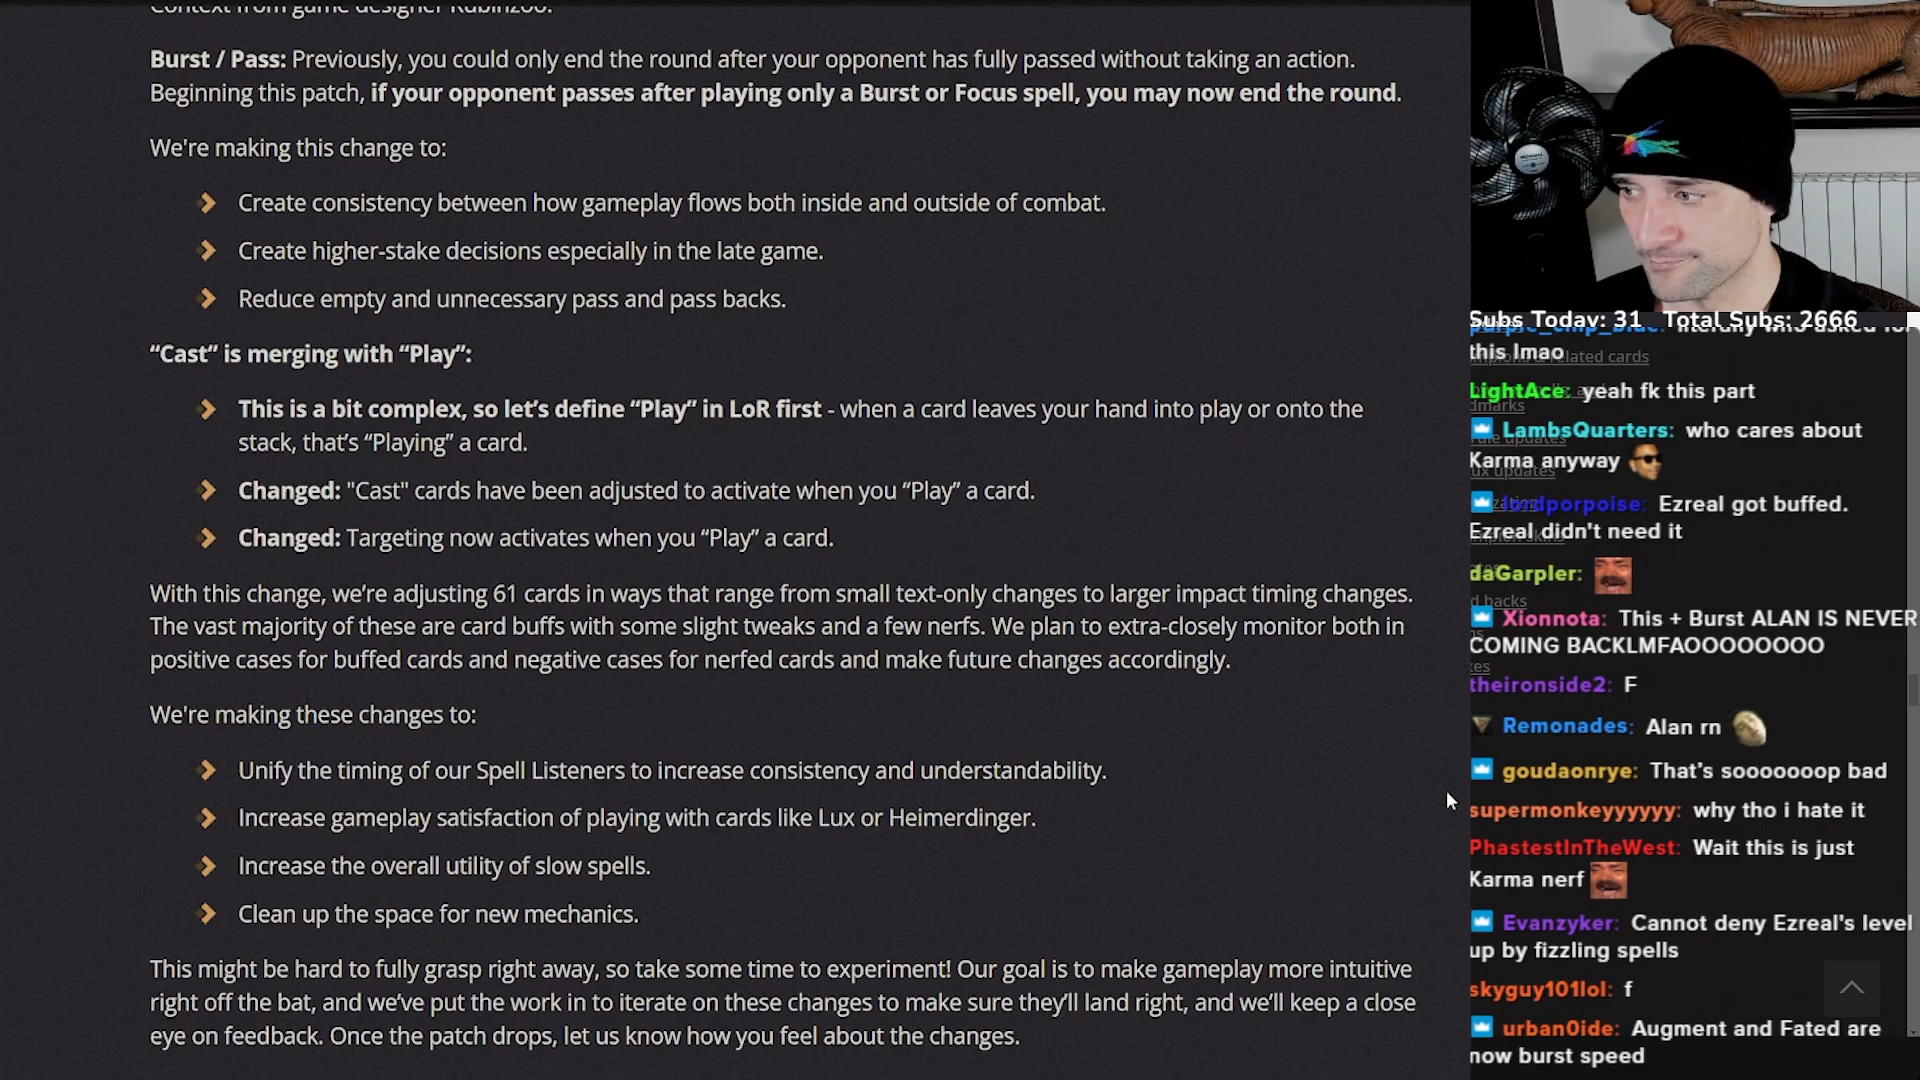 Context from game designer Rubinzoo:
Burst / Pass: Previously, you could only end the round after your opponent has fully passed without taking an action.
Beginning this patch, if your opponent passes after playing only a Burst or Focus spell, you may now end the round.
We're making this change to:
Create consistency between how gameplay flows both inside and outside of combat.
Create higher-stake decisions especially in the late game.
Reduce empty and unnecessary pass and pass backs.
“Cast” is merging with “Play”:
This is a bit complex, so let’s define “Play” in LoR first - when a card leaves your hand into play or onto the
stack, that’s “Playing” a card.
Changed: "Cast" cards have been adjusted to activate when you “Play” a card.
Changed: Targeting now activates when you “Play” a card.
With this change, we’re adjusting 61 cards in ways that range from small text-only changes to larger impact timing changes.
The vast majority of these are card buffs with some slight tweaks and a few nerfs. We plan to extra-closely monitor both in
positive cases for buffed cards and negative cases for nerfed cards and make future changes accordingly.
We're making these changes to:
Unify the timing of our Spell Listeners to increase consistency and understandability.
Increase gameplay satisfaction of playing with cards like Lux or Heimerdinger.
Increase the overall utility of slow spells.
Clean up the space for new mechanics.
This might be hard to fully grasp right away, so take some time to experiment! Our goal is to make gameplay more intuitive
right off the bat, and we’ve put the work in to iterate on these changes to make sure they’ll land right, and we’ll keep a close
eye on feedback. Once the patch drops, let us know how you feel about the changes.
Subs Today: 31 Total Subs: 2666
this lmao
related cards
LightAce: yeah fk this part
LambsQuarters: who cares about
Karma anyway
lordporpoise: Ezreal got buffed.
Ezreal didn't need it
daGarpler:
Xionnota: This + Burst ALAN IS NEVER
COMING BACKLMFAOOOOOOOO
theironside2: F
Remonades: Alan rn
goudaonrye: That's sooooooop bad
supermonkeyyyyyy: why tho i hate it
PhastestInTheWest: Wait this is just
Karma nerf
Evanzyker: Cannot deny Ezreal's level
up by fizzling spells
skyguy101lol: f
urban0ide: Augment and Fated are
now burst speed